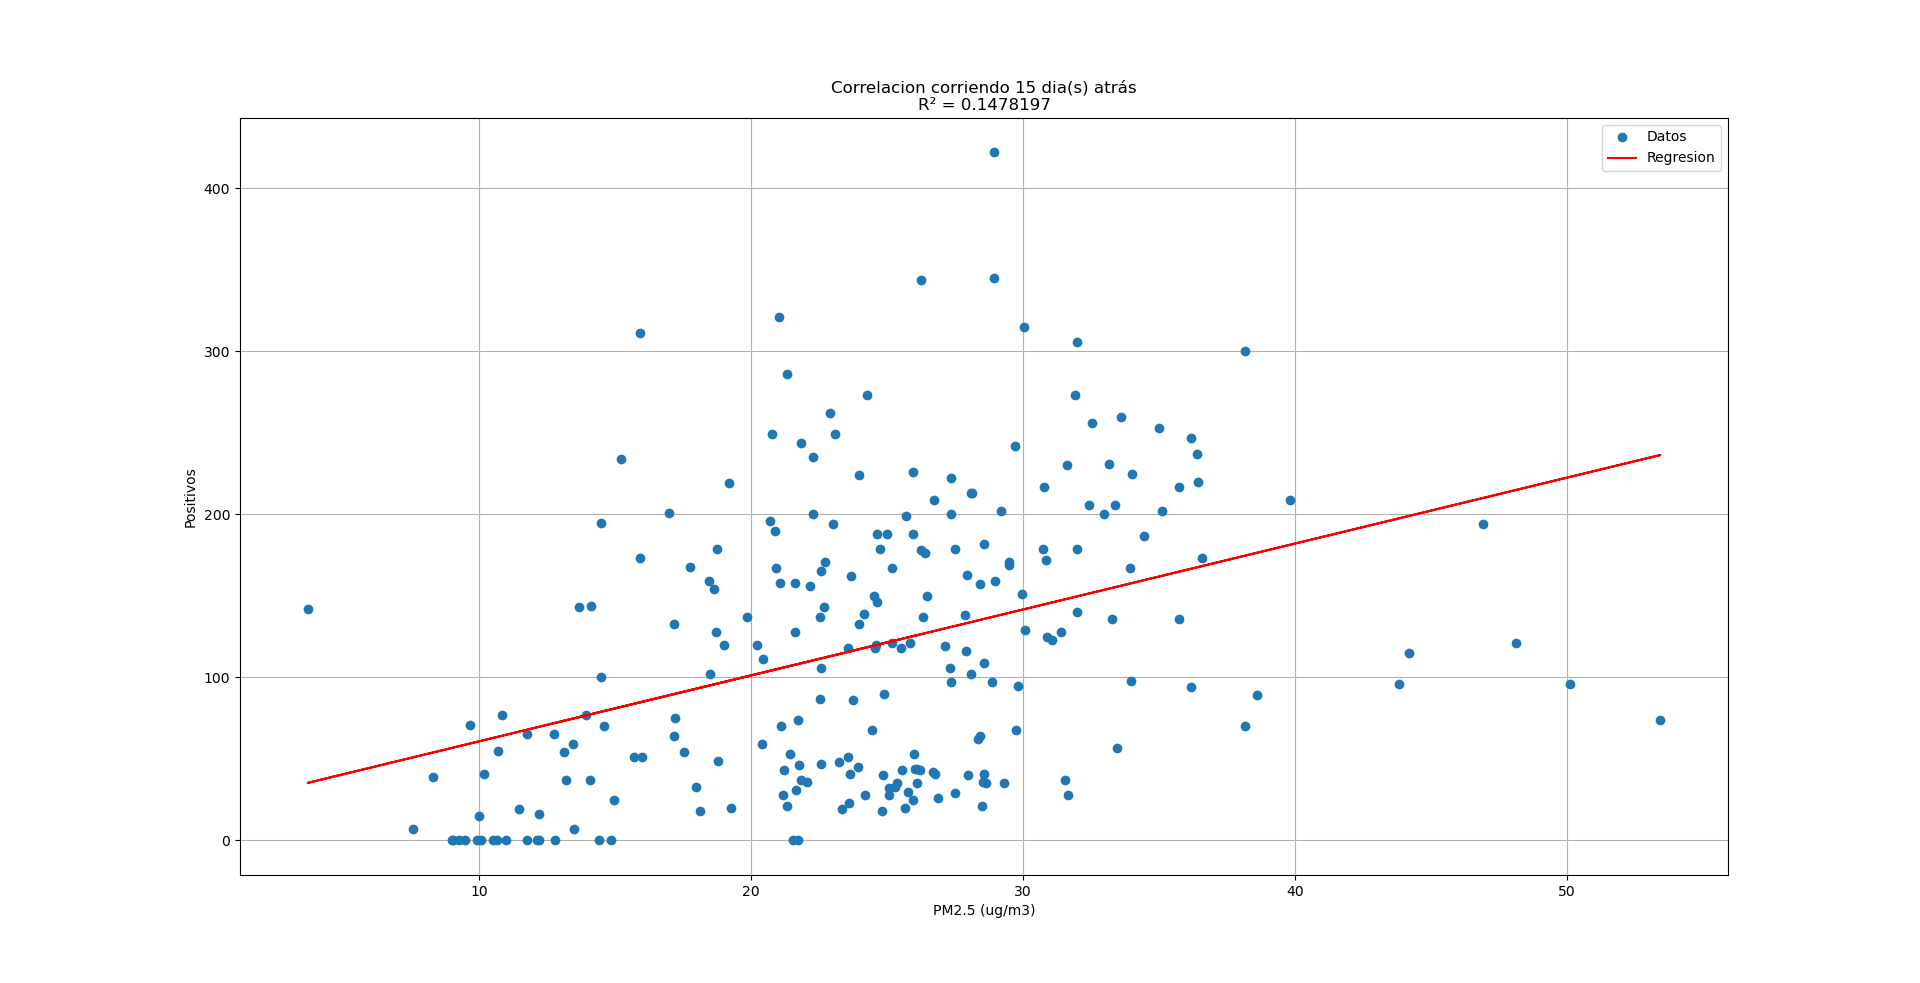 Correlacion corriendo 15 dia(s) atrás
R² = 0.1478197
Datos
Regresion
400
300
200
100
0
Positivos
10
20
30
40
50
PM2.5 (ug/m3)